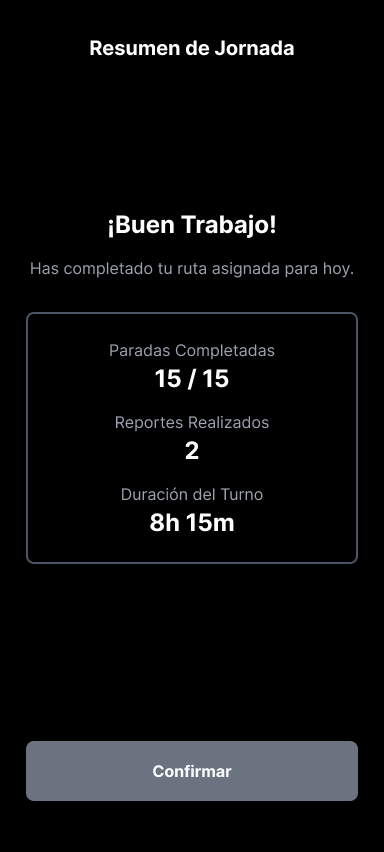 Resumen de Jornada
¡Buen Trabajo!
Has completado tu ruta asignada para hoy.
Paradas Completadas
15 / 15
Reportes Realizados
2
Duración del Turno
8h 15m
Confirmar